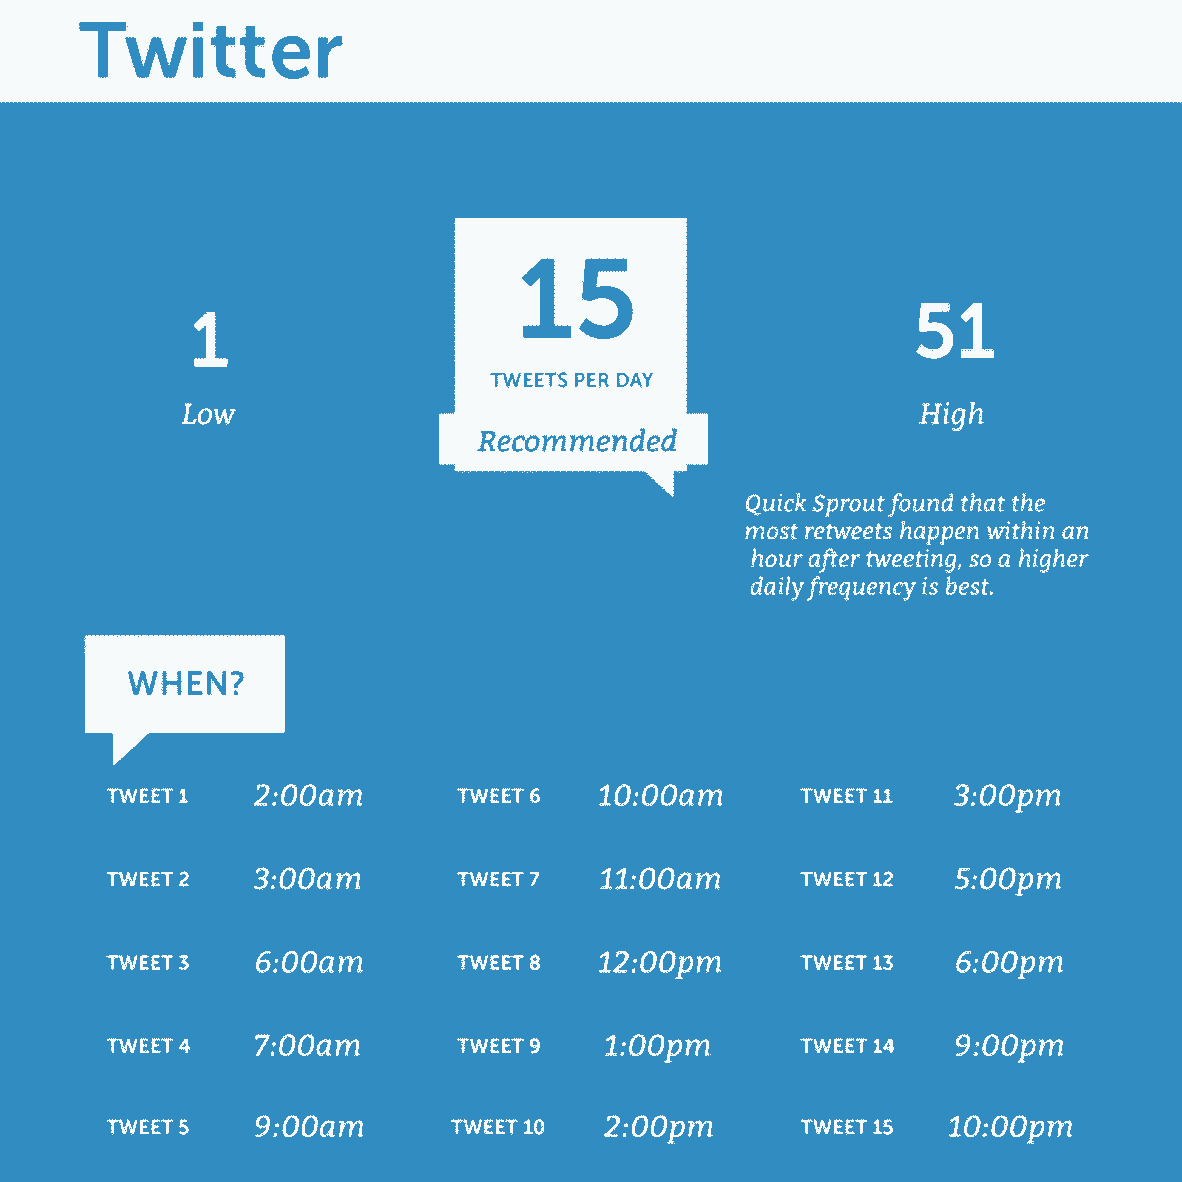 Twitter
1
Low
15
TWEETS PER DAY
Recommended
51
High
Quick Sprout found that the
most retweets happen within an
hour after tweeting, so a higher
daily frequency is best.
WHEN?
TWEET 1 2:00am TWEET 6 10:00am TWEET 11 3:00pm
TWEET 2 3:00am TWEET 7 11:00am TWEET 12 5:00pm
TWEET 3 6:00am TWEET 8 12:00pm TWEET 13 6:00pm
TWEET 4 7:00am TWEET 9 1:00pm TWEET 14 9:00pm
TWEET 5 9:00am TWEET 10 2:00pm TWEET 15 10:00pm